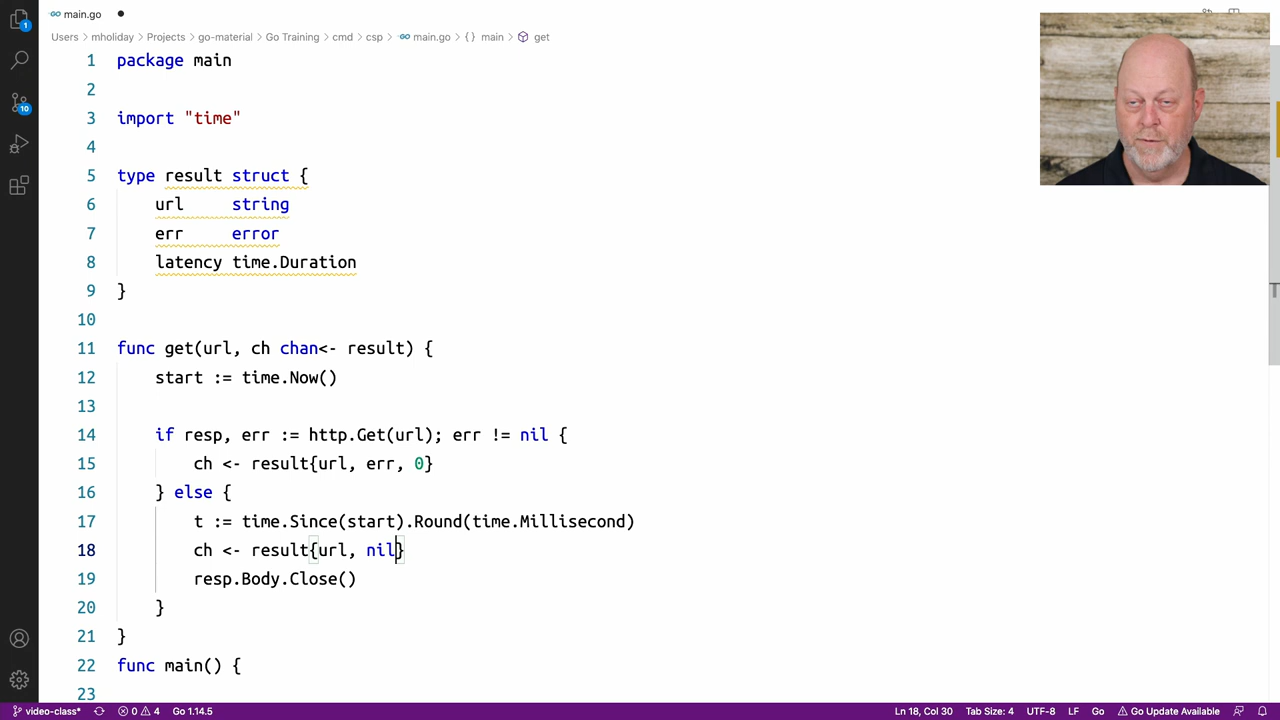 main.go
Users mholiday Projects go-material Go Training cmd csp main.go {} main get
1 package main
2
3 import "time"
4
5 type result struct {
6 url string
7 err error
8 latency time.Duration
9 }
10
11 func get(url, ch chan<- result) {
12 start := time.Now()
13
14 if resp, err := http.Get(url); err != nil {
15 ch <- result{url, err, 0}
16 } else {
17 t := time.Since(start).Round(time.Millisecond)
18 ch <- result{url, nil}
19 resp.Body.Close()
20 }
21 }
22 func main() {
23
1
10
video-class* 0 4 Go 1.14.5 Ln 18, Col 30 Tab Size: 4 UTF-8 LF Go Go Update Available